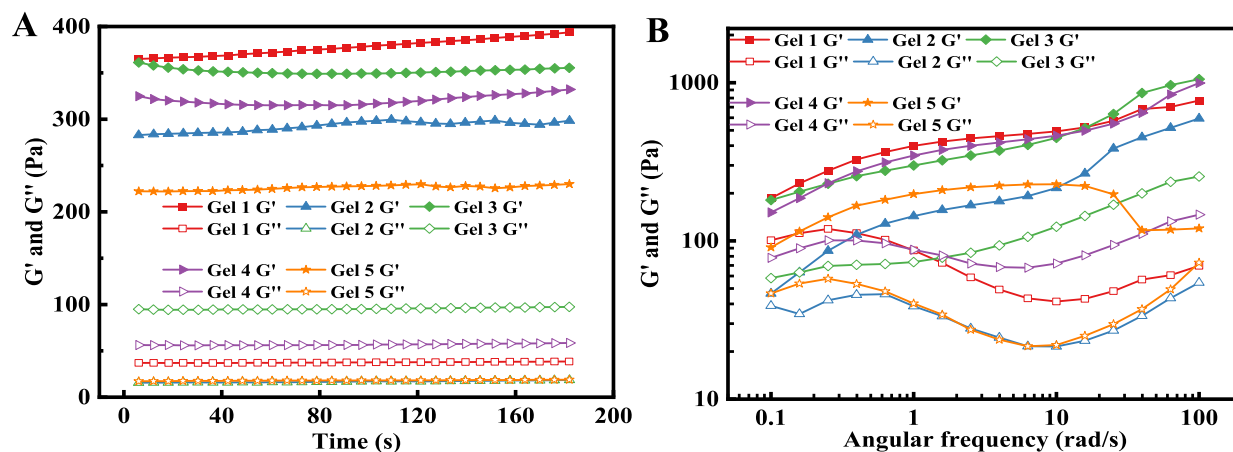 A
G' and G'' (Pa)
400
300
200
100
0
Gel 1 G' Gel 2 G' Gel 3 G'
Gel 1 G'' Gel 2 G'' Gel 3 G''
Gel 4 G' Gel 5 G'
Gel 4 G'' Gel 5 G''
0 40 80 120 160 200
Time (s)
B
G' and G'' (Pa)
Gel 1 G' Gel 2 G' Gel 3 G'
Gel 1 G'' Gel 2 G'' Gel 3 G''
Gel 4 G' Gel 5 G'
Gel 4 G'' Gel 5 G''
1000
100
10
0.1 1 10 100
Angular frequency (rad/s)